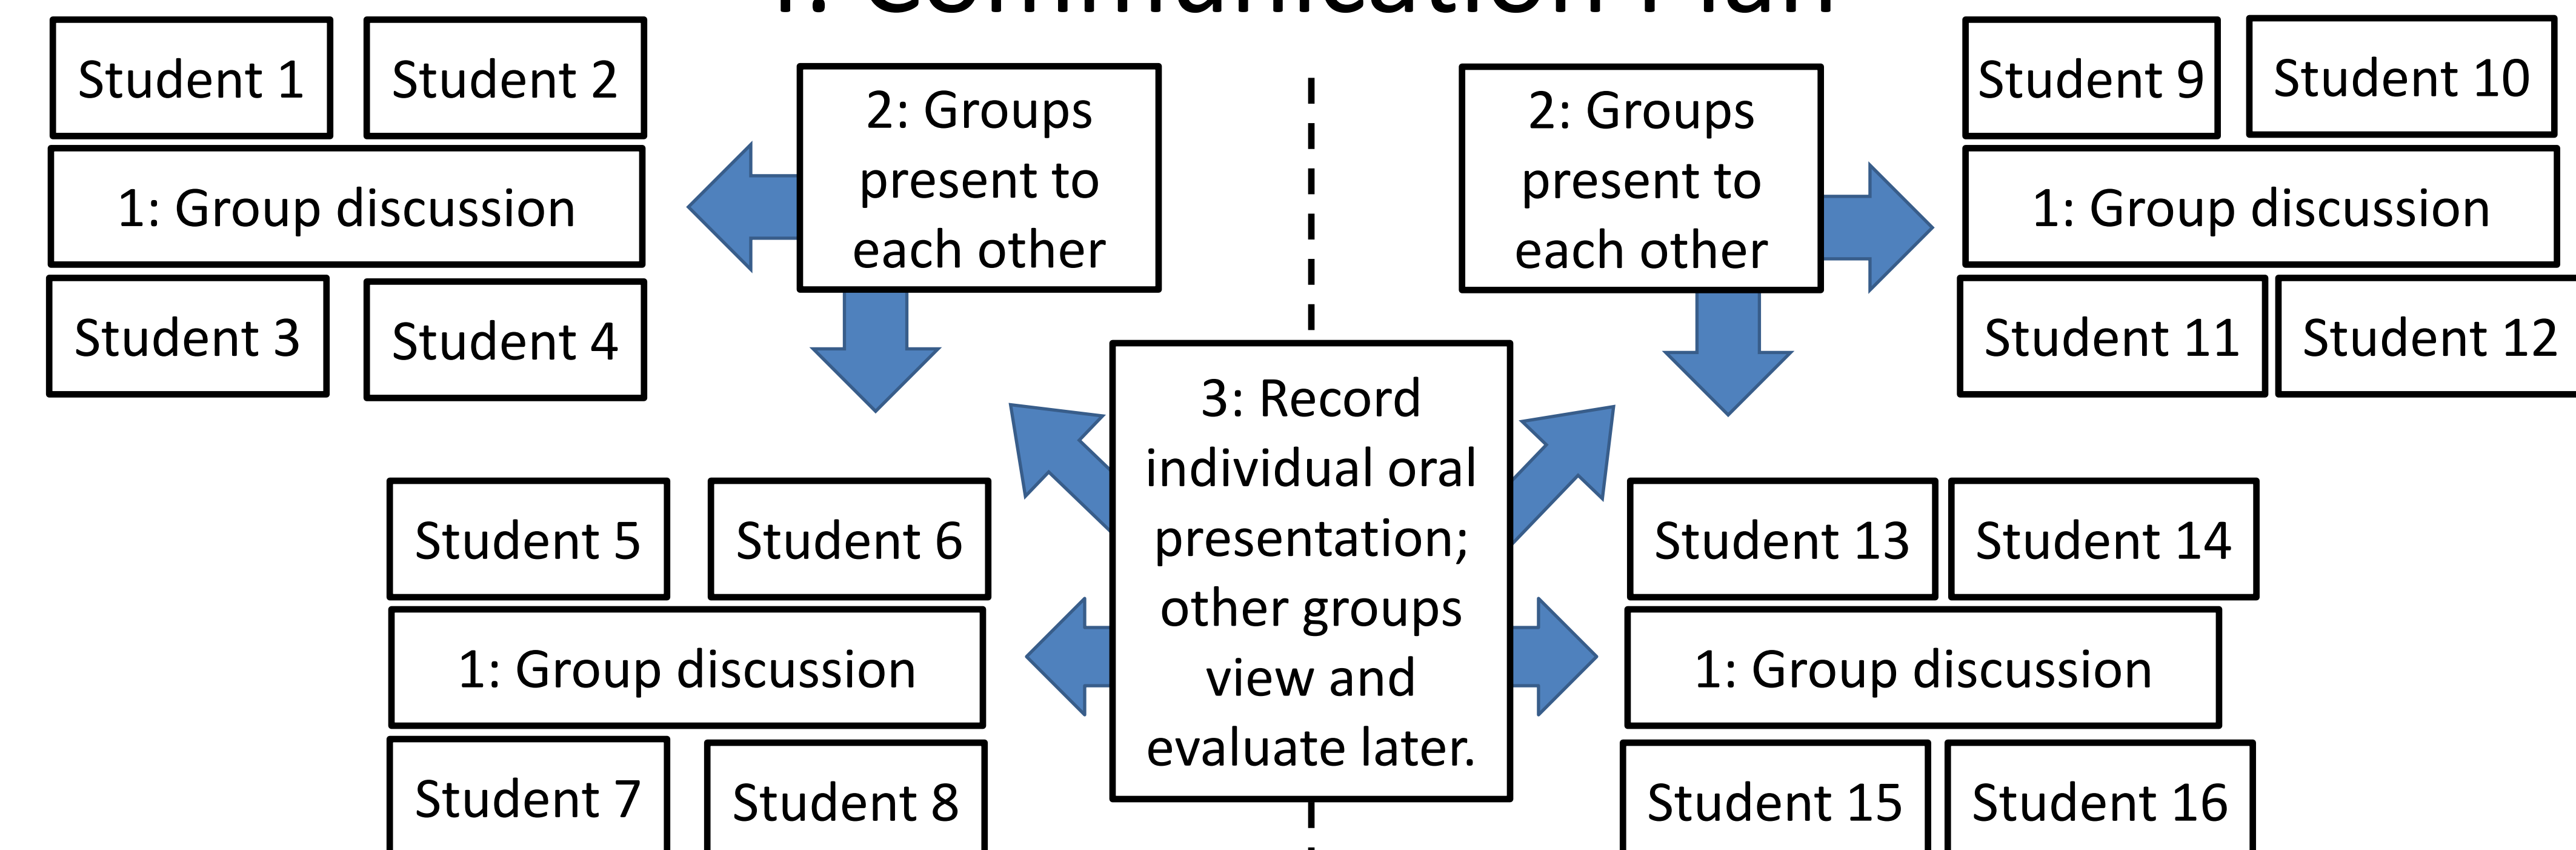 Communication Plan
Student 1
Student 2
1: Group discussion
Student 3
Student 4
2: Groups
present to
each other
2: Groups
present to
each other
Student 9
Student 10
1: Group discussion
Student 11
Student 12
3: Record
individual oral
presentation;
other groups
view and
evaluate later.
Student 5
Student 6
1: Group discussion
Student 7
Student 8
Student 13
Student 14
1: Group discussion
Student 15
Student 16